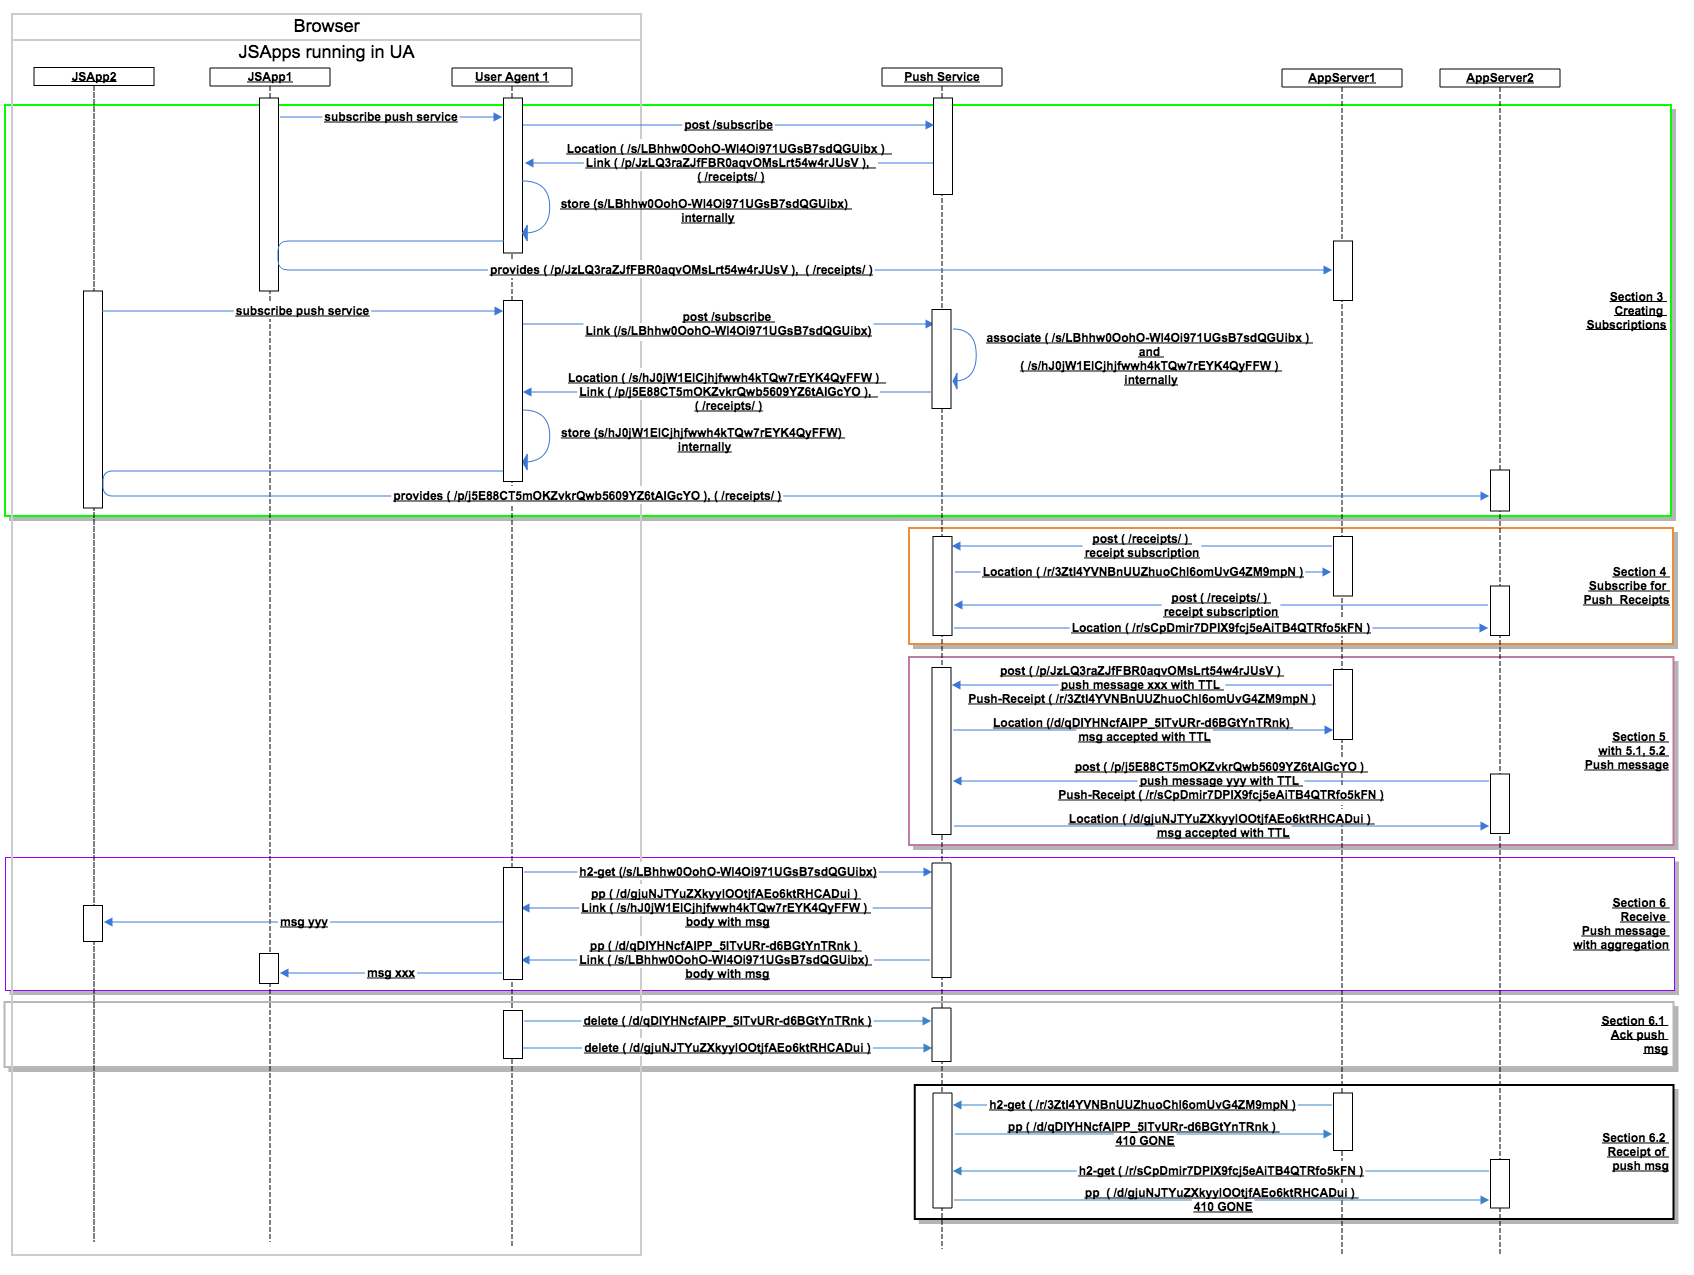 Browser
JSApps running in UA
JSApp2
JSApp1
User Agent 1
Push Service
AppServer1
AppServer2
subscribe push service
post /subscribe
Location ( /s/LBhhw0OohO-Wl4Oi971UGsB7sdQGUibx )
Link ( /p/JzLQ3raZJfFBR0aqvOMsLrt54w4rJUsV ),
( /receipts/ )
store (s/LBhhw0OohO-Wl4Oi971UGsB7sdQGUibx)
internally
provides ( /p/JzLQ3raZJfFBR0aqvOMsLrt54w4rJUsV ), ( /receipts/ )
Section 3
Creating
Subscriptions
subscribe push service
post /subscribe
Link (/s/LBhhw0OohO-Wl4Oi971UGsB7sdQGUibx)
associate ( /s/LBhhw0OohO-Wl4Oi971UGsB7sdQGUibx )
and
( /s/hJ0jW1ElCjhjfwwh4kTQw7rEYK4QyFFW )
internally
Location ( /s/hJ0jW1ElCjhjfwwh4kTQw7rEYK4QyFFW )
Link ( /p/j5E88CT5mOKZvkrQwb5609YZ6tAIGcYO ),
( /receipts/ )
store (s/hJ0jW1ElCjhjfwwh4kTQw7rEYK4QyFFW)
internally
provides ( /p/j5E88CT5mOKZvkrQwb5609YZ6tAIGcYO ), ( /receipts/ )
post ( /receipts/ )
receipt subscription
Location ( /r/3ZtI4YVNBnUUZhuoChl6omUvG4ZM9mpN )
post ( /receipts/ )
receipt subscription
Location ( /r/sCpDmir7DPIX9fcj5eAiTB4QTRfo5kFN )
Section 4
Subscribe for
Push Receipts
post ( /p/JzLQ3raZJfFBR0aqvOMsLrt54w4rJUsV )
push message xxx with TTL
Push-Receipt ( /r/3ZtI4YVNBnUUZhuoChl6omUvG4ZM9mpN )
Location (/d/qDIYHNcfAIPP_5ITvURr-d6BGtYnTRnk)
msg accepted with TTL
post ( /p/j5E88CT5mOKZvkrQwb5609YZ6tAIGcYO )
push message yyy with TTL
Push-Receipt ( /r/sCpDmir7DPIX9fcj5eAiTB4QTRfo5kFN )
Location ( /d/gjuNJTYuZXkyylOOtjfAEo6ktRHCADui )
msg accepted with TTL
Section 5
with 5.1, 5.2
Push message
h2-get (/s/LBhhw0OohO-Wl4Oi971UGsB7sdQGUibx)
pp ( /d/gjuNJTYuZXkyylOOtjfAEo6ktRHCADui )
Link ( /s/hJ0jW1ElCjhjfwwh4kTQw7rEYK4QyFFW )
body with msg
msg yyy
pp ( /d/qDIYHNcfAIPP_5ITvURr-d6BGtYnTRnk )
Link ( /s/LBhhw0OohO-Wl4Oi971UGsB7sdQGUibx)
body with msg
msg xxx
Section 6
Receive
Push message
with aggregation
delete ( /d/qDIYHNcfAIPP_5ITvURr-d6BGtYnTRnk )
delete ( /d/gjuNJTYuZXkyylOOtjfAEo6ktRHCADui )
Section 6.1
Ack push
msg
h2-get ( /r/3ZtI4YVNBnUUZhuoChl6omUvG4ZM9mpN )
pp ( /d/qDIYHNcfAIPP_5ITvURr-d6BGtYnTRnk )
410 GONE
h2-get ( /r/sCpDmir7DPIX9fcj5eAiTB4QTRfo5kFN )
pp ( /d/gjuNJTYuZXkyylOOtjfAEo6ktRHCADui )
410 GONE
Section 6.2
Receipt of
push msg